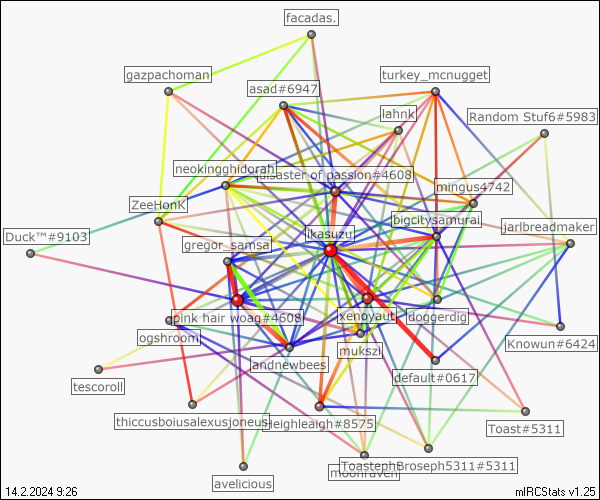 facadas.
gazpachoman
turkey_mcnugget
asad#6947
lahnk
Random Stuf6#5983
neokingghidorah
disaster of passion#4608
mingus4742
ZeeHonK
bigcitysamurai
jarlbreadmaker
Duck™#9103
ikasuzu
gregor_samsa
pink hair woag#4608
xenoyaut
doggerdig
ogshroom
Knowun#6424
mukszi
andnewbees
default#0617
tescoroll
thiccusboiusalexusjoneus
Heighleagh#8575
Toast#5311
ToastephBroseph5311#5311
moonraven
avelicious
14.2.2024 9:26
mIRCStats v1.25